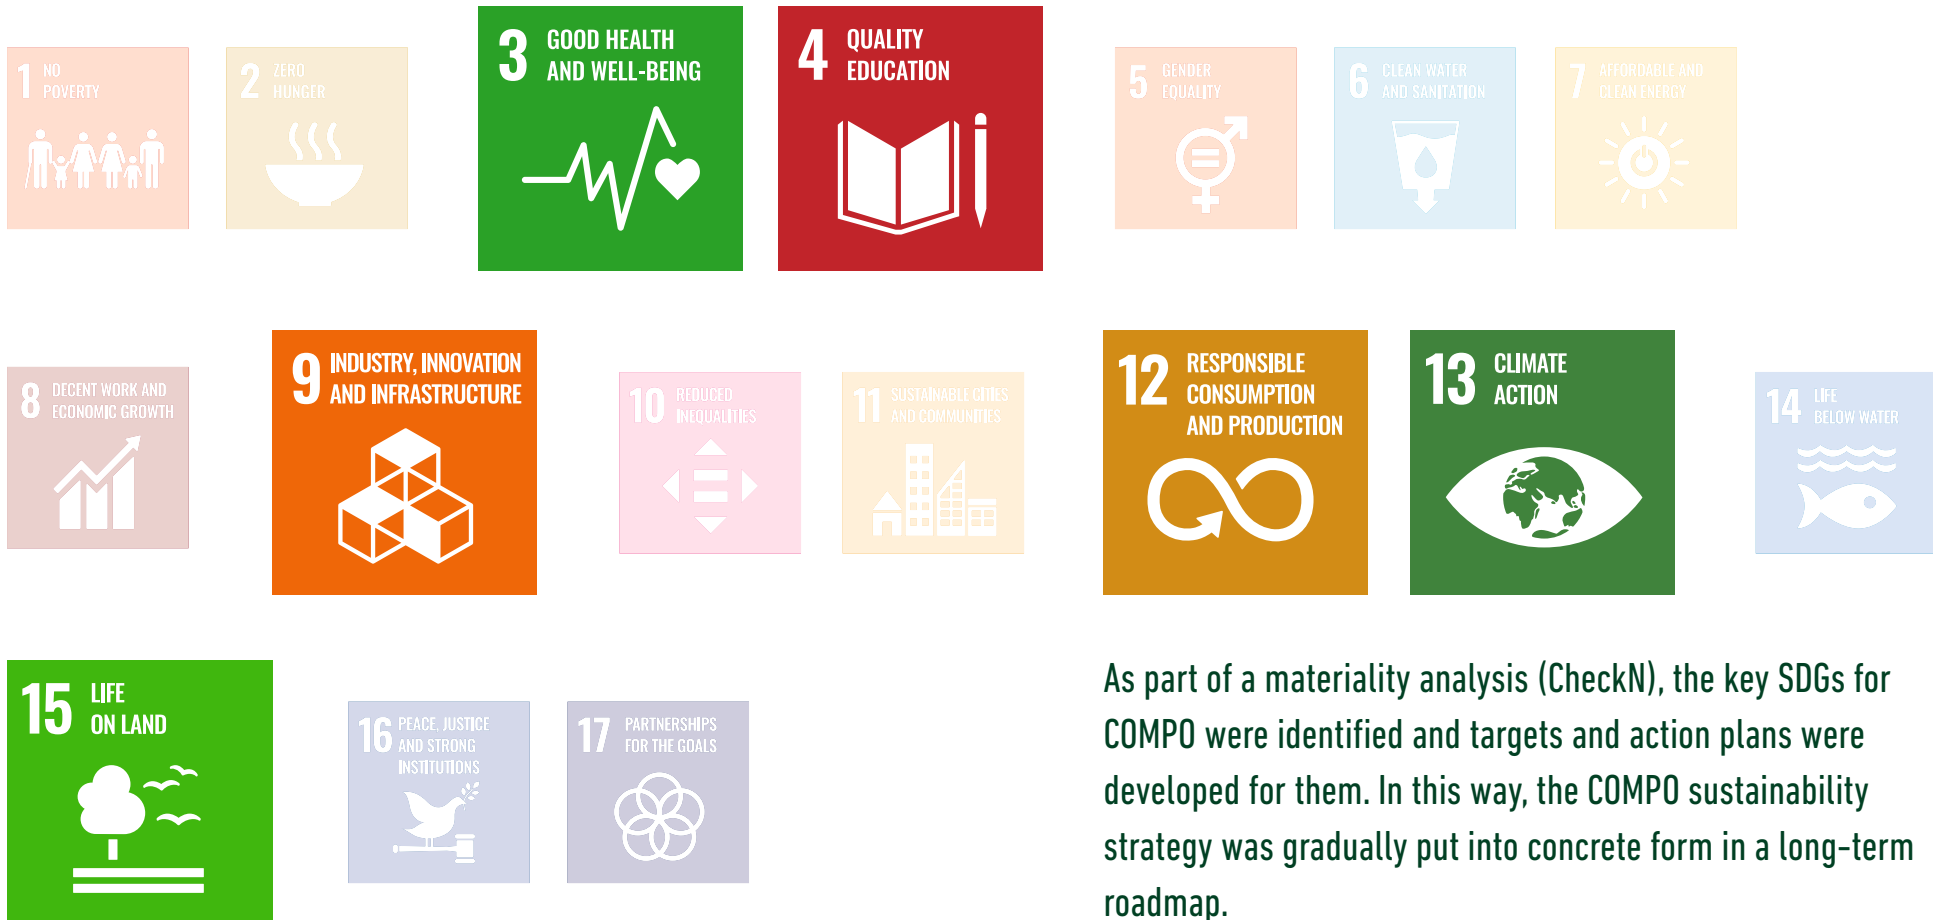 1 NO
POVERTY
2 ZERO
HUNGER
3 GOOD HEALTH
AND WELL-BEING
4 QUALITY
EDUCATION
5 GENDER
EQUALITY
6 CLEAN WATER
AND SANITATION
7 AFFORDABLE AND
CLEAN ENERGY
8 DECENT WORK AND
ECONOMIC GROWTH
9 INDUSTRY, INNOVATION
AND INFRASTRUCTURE
10 REDUCED
INEQUALITIES
11 SUSTAINABLE CITIES
AND COMMUNITIES
12 RESPONSIBLE
CONSUMPTION
AND PRODUCTION
13 CLIMATE
ACTION
14 LIFE
BELOW WATER
15 LIFE
ON LAND
16 PEACE, JUSTICE
AND STRONG
INSTITUTIONS
17 PARTNERSHIPS
FOR THE GOALS
As part of a materiality analysis (CheckN), the key SDGs for
COMPO were identified and targets and action plans were
developed for them. In this way, the COMPO sustainability
strategy was gradually put into concrete form in a long-term
roadmap.